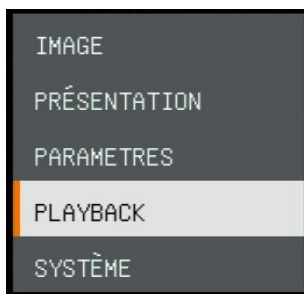 IMAGE
PRÉSENTATION
PARAMETRES
PLAYBACK
SYSTÈME